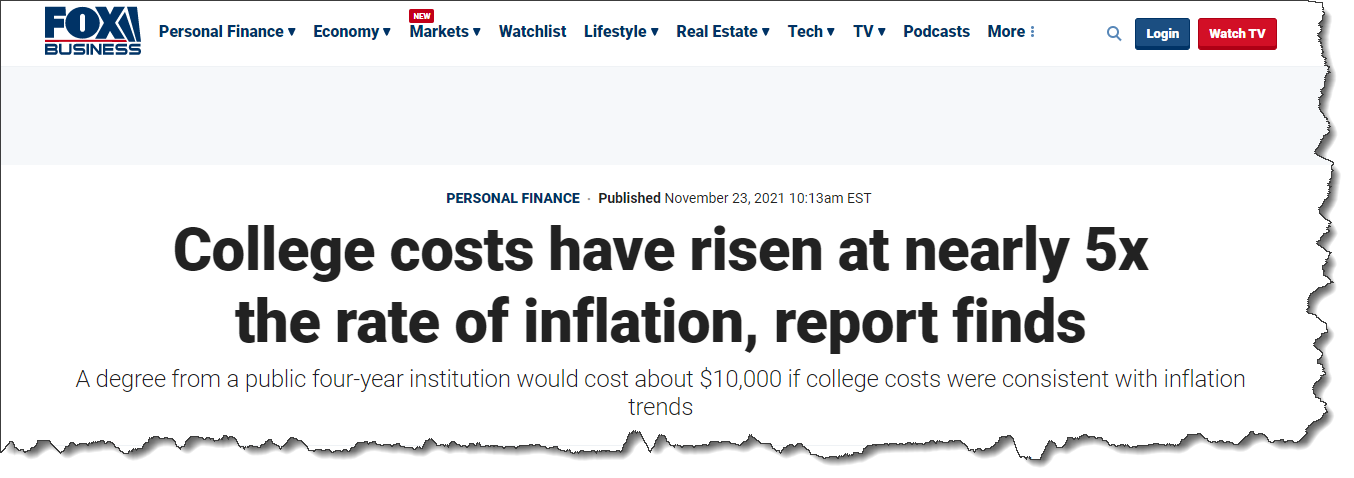 FOX BUSINESS
Personal Finance ▾ Economy ▾ NEW Markets ▾ Watchlist Lifestyle ▾ Real Estate ▾ Tech ▾ TV ▾ Podcasts More Login Watch TV
PERSONAL FINANCE · Published November 23, 2021 10:13am EST
College costs have risen at nearly 5x
the rate of inflation, report finds
A degree from a public four-year institution would cost about $10,000 if college costs were consistent with inflation
trends